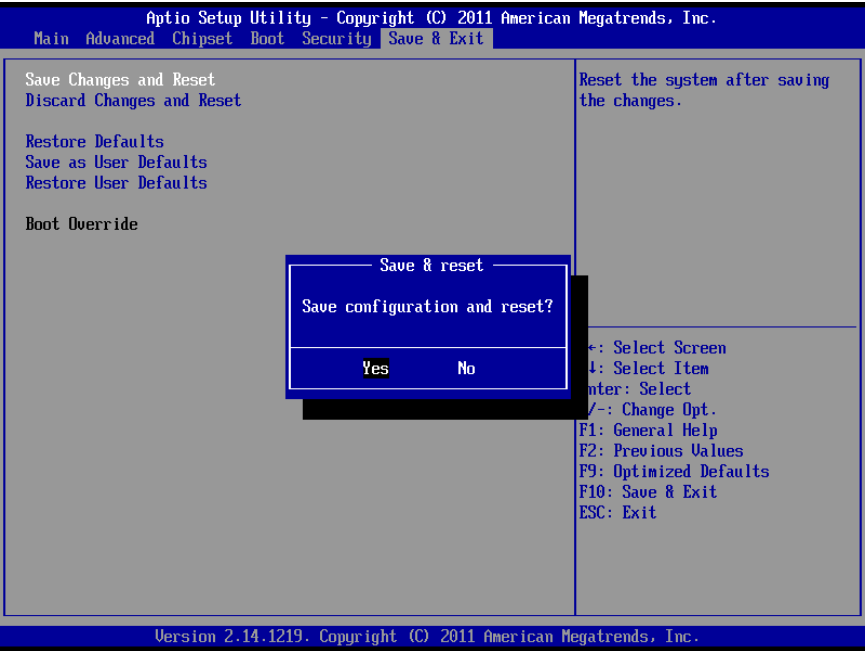 Aptio Setup Utility - Copyright (C) 2011 American Megatrends, Inc.
Main Advanced Chipset Boot Security Save & Exit
Save Changes and Reset
Discard Changes and Reset
Restore Defaults
Save as User Defaults
Restore User Defaults
Boot Override
Reset the system after saving
the changes.
Save & reset
Save configuration and reset?
Yes No
←: Select Screen
↓: Select Item
nter: Select
/-: Change Opt.
F1: General Help
F2: Previous Values
F9: Optimized Defaults
F10: Save & Exit
ESC: Exit
Version 2.14.1219. Copyright (C) 2011 American Megatrends, Inc.